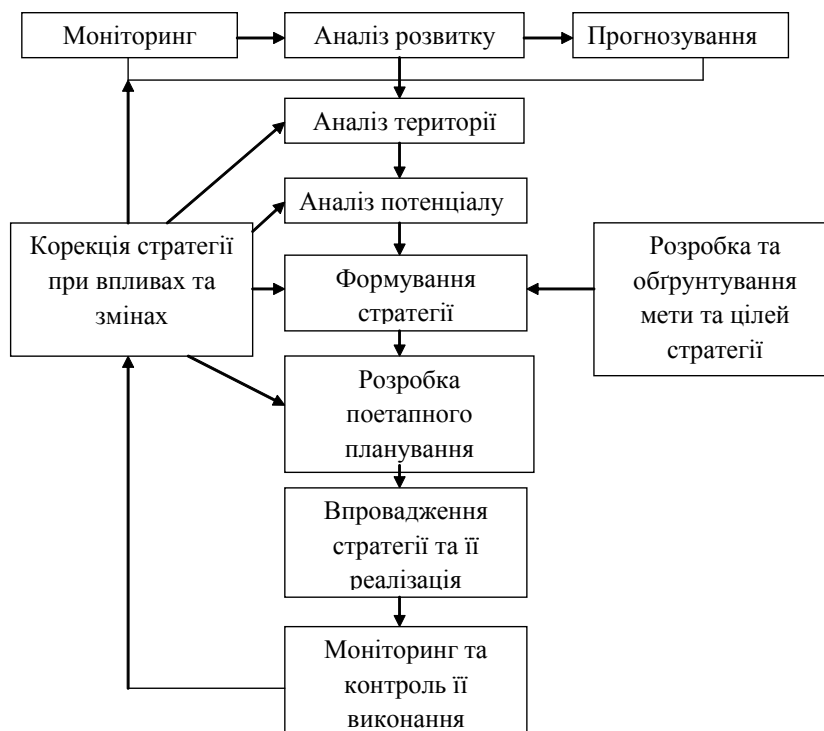 Моніторинг
Аналіз розвитку
Прогнозування
Аналіз території
Аналіз потенціалу
Корекція стратегії
при впливах та
змінах
Формування
стратегії
Розробка та
обґрунтування
мети та цілей
стратегії
Розробка
поетапного
планування
Впровадження
стратегії та її
реалізація
Моніторинг та
контроль її
виконання